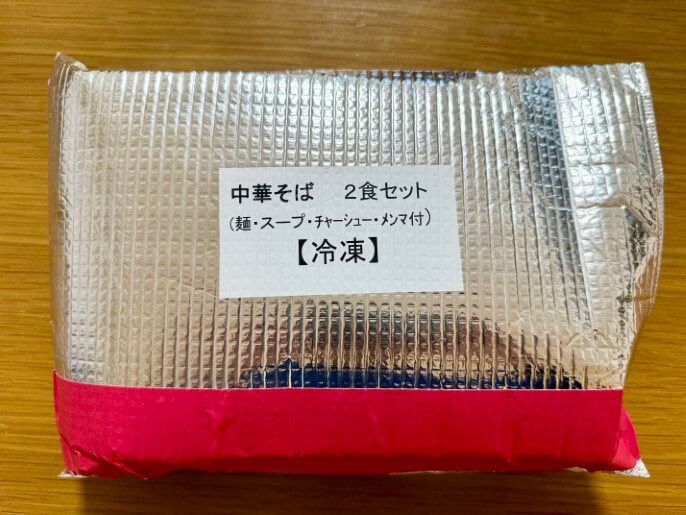 中華そば　2食セット
(麺・スープ・チャーシュー・メンマ付)
【冷凍】